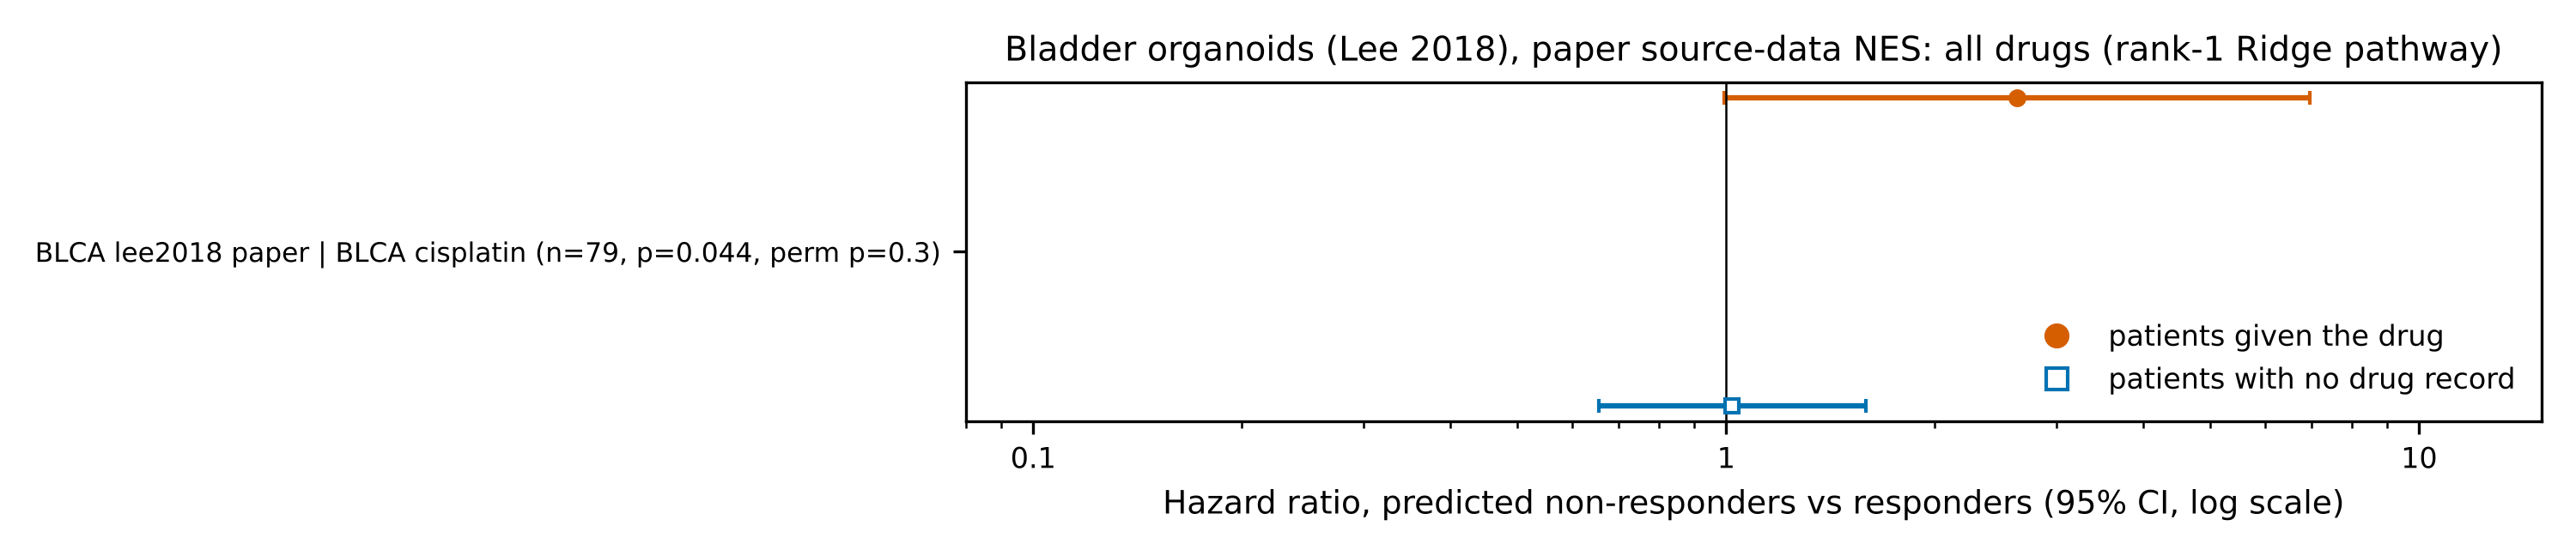 Bladder organoids (Lee 2018), paper source-data NES: all drugs (rank-1 Ridge pathway)
BLCA lee2018 paper | BLCA cisplatin (n=79, p=0.044, perm p=0.3)
patients given the drug
patients with no drug record
0.1 1 10
Hazard ratio, predicted non-responders vs responders (95% CI, log scale)